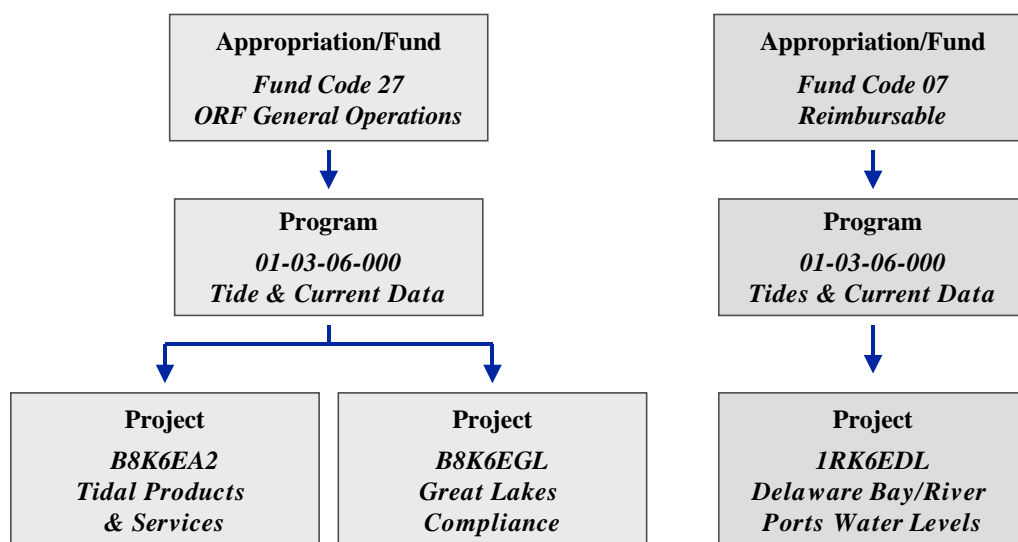 Appropriation/Fund
Fund Code 27
ORF General Operations
Appropriation/Fund
Fund Code 07
Reimbursable
Program
01-03-06-000
Tide & Current Data
Program
01-03-06-000
Tides & Current Data
Project
B8K6EA2
Tidal Products
& Services
Project
B8K6EGL
Great Lakes
Compliance
Project
1RK6EDL
Delaware Bay/River
Ports Water Levels